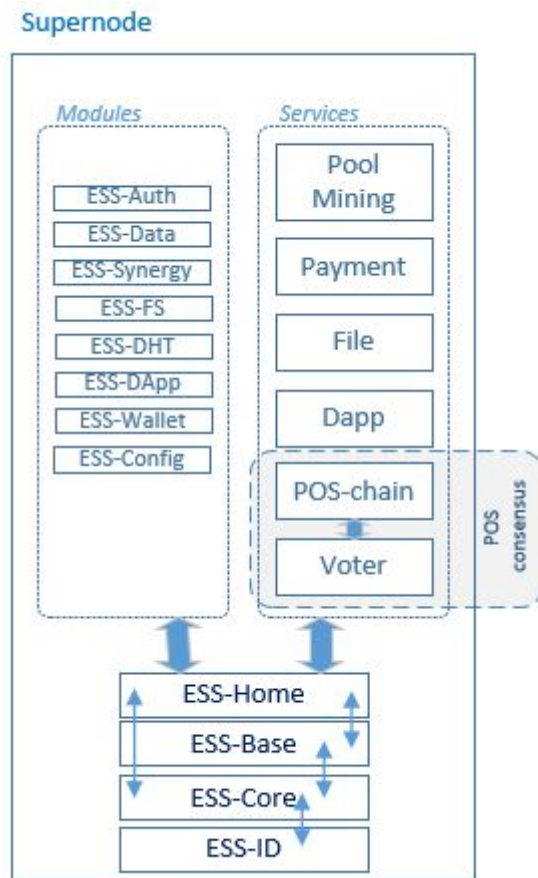 Supernode
Modules
ESS-Auth
ESS-Data
ESS-Synergy
ESS-FS
ESS-DHT
ESS-DApp
ESS-Wallet
ESS-Config
Services
Pool
Mining
Payment
File
Dapp
POS-chain
Voter
POS
consensus
ESS-Home
ESS-Base
ESS-Core
ESS-ID